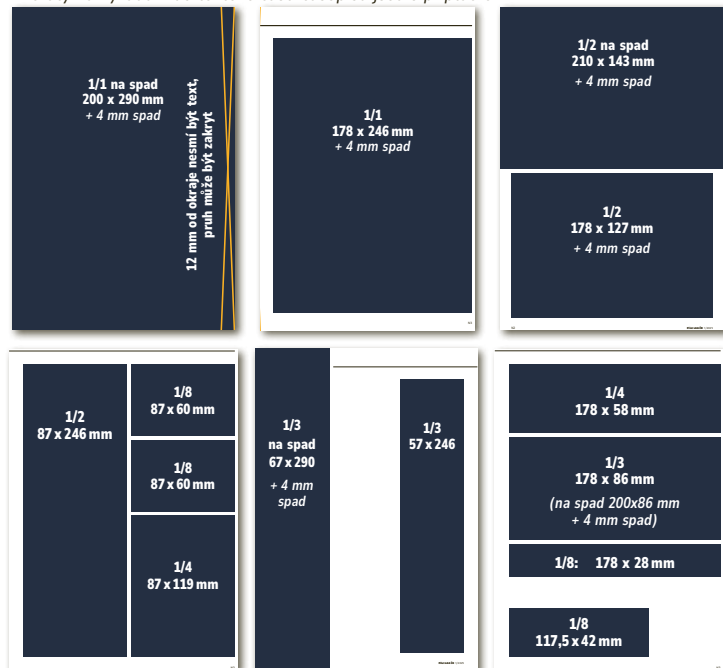 1/1 na spad
200 x 290 mm
+ 4 mm spad
12 mm od okraje nesmí být text,
pruh může být zakryt
1/1
178 x 246 mm
+ 4 mm spad
1/2 na spad
210 x 143 mm
+ 4 mm spad
1/2
178 x 127 mm
+ 4 mm spad
1/2
87 x 246 mm
1/8
87 x 60 mm
1/8
87 x 60 mm
1/4
87 x 119 mm
1/3
na spad
67 x 290
+ 4 mm
spad
1/3
57 x 246
1/4
178 x 58 mm
1/3
178 x 86 mm
(na spad 200x86 mm
+ 4 mm spad)
1/8: 178 x 28 mm
1/8
117,5 x 42 mm